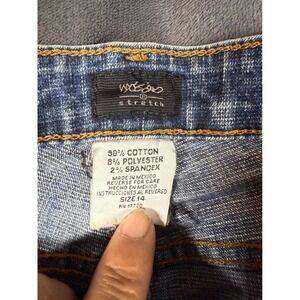 mossimo
stretch
90% COTTON
8% POLYESTER
2% SPANDEX
MADE IN MEXICO
REVERSE FOR CARE
HECHO EN MEXICO
INSTRUCCIONES AL REVERSO
SIZE 14